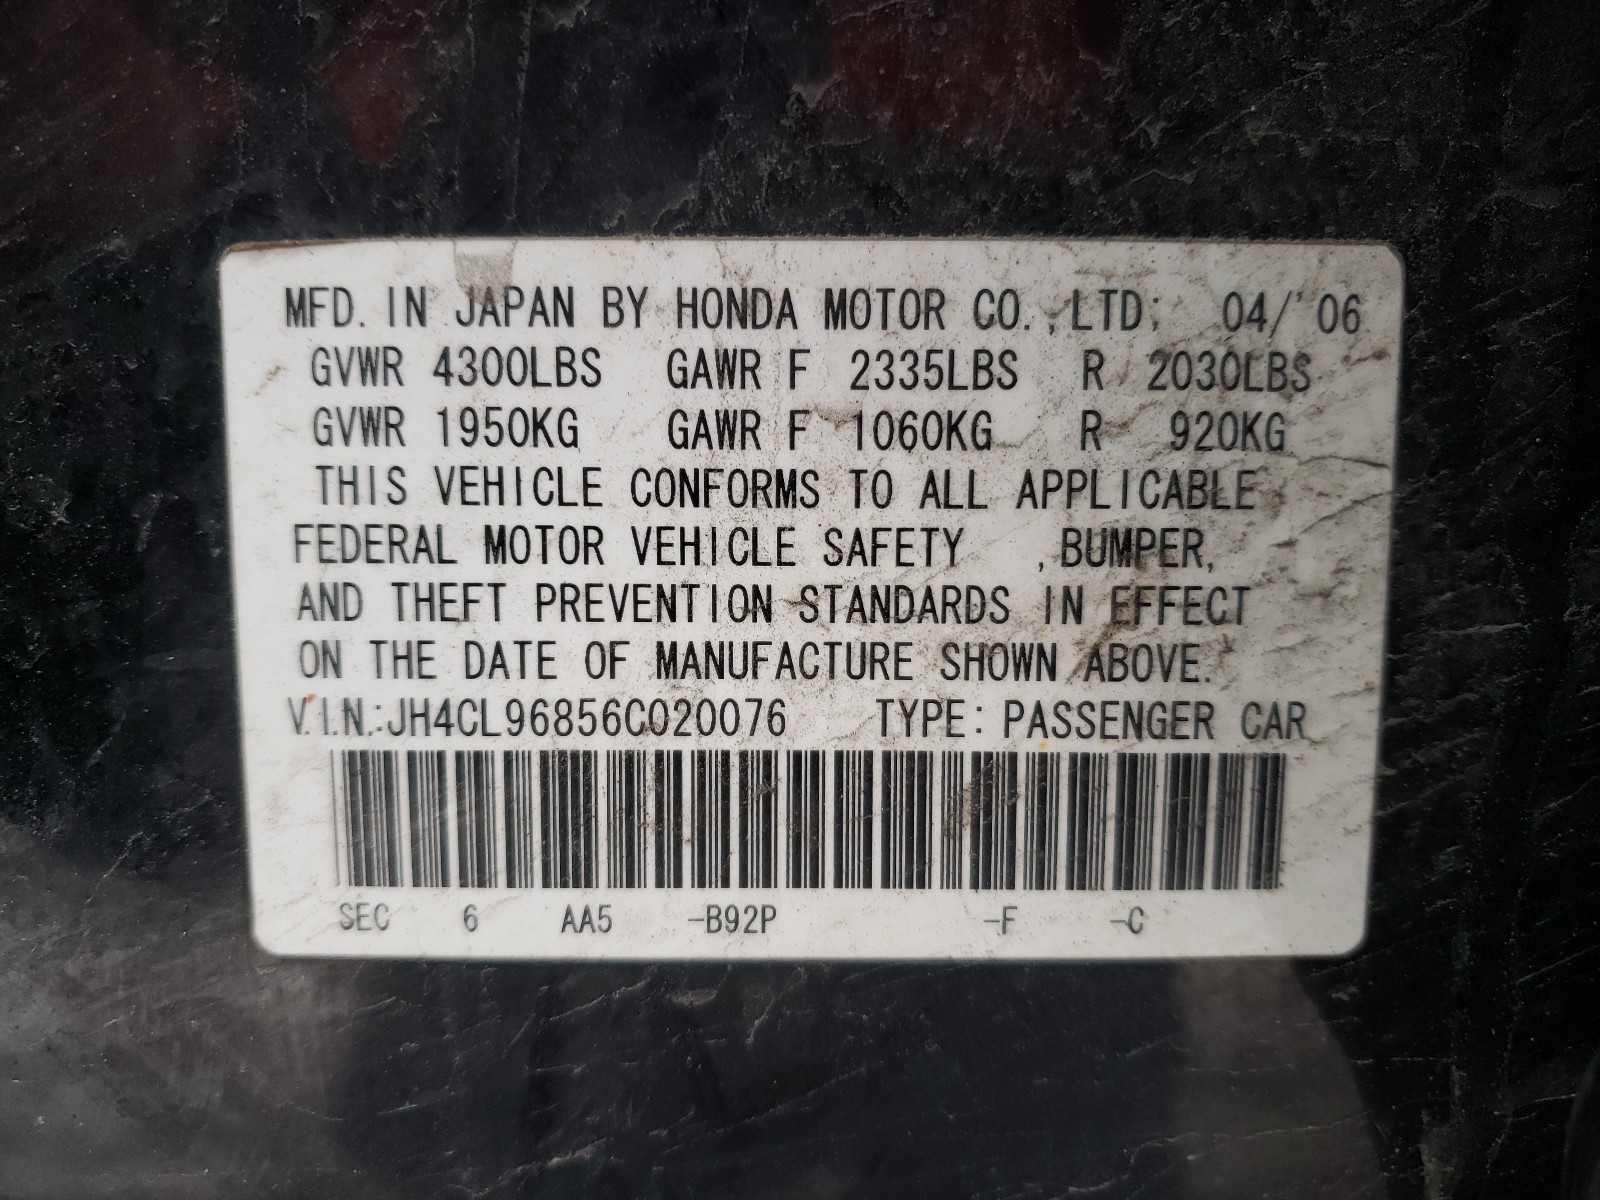 MFD. IN JAPAN BY HONDA MOTOR CO.,LTD; 04/'06
GVWR 4300LBS GAWR F 2335LBS R 2030LBS
GVWR 1950KG GAWR F 1060KG R 920KG
THIS VEHICLE CONFORMS TO ALL APPLICABLE
FEDERAL MOTOR VEHICLE SAFETY ,BUMPER,
AND THEFT PREVENTION STANDARDS IN EFFECT
ON THE DATE OF MANUFACTURE SHOWN ABOVE.
V.I.N.:JH4CL96856C020076 TYPE: PASSENGER CAR
SEC 6 AA5 -B92P -F -C